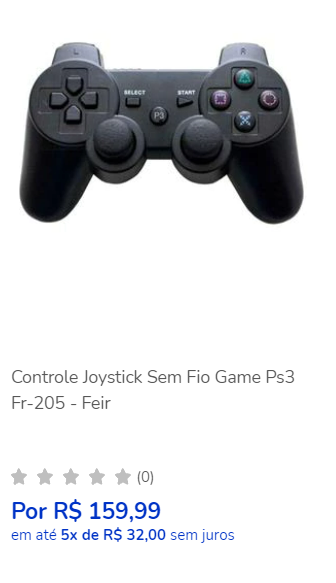 L
R
SELECT
START
P3
Controle Joystick Sem Fio Game Ps3
Fr-205 - Feir
(0)
Por R$ 159,99
em até 5x de R$ 32,00 sem juros